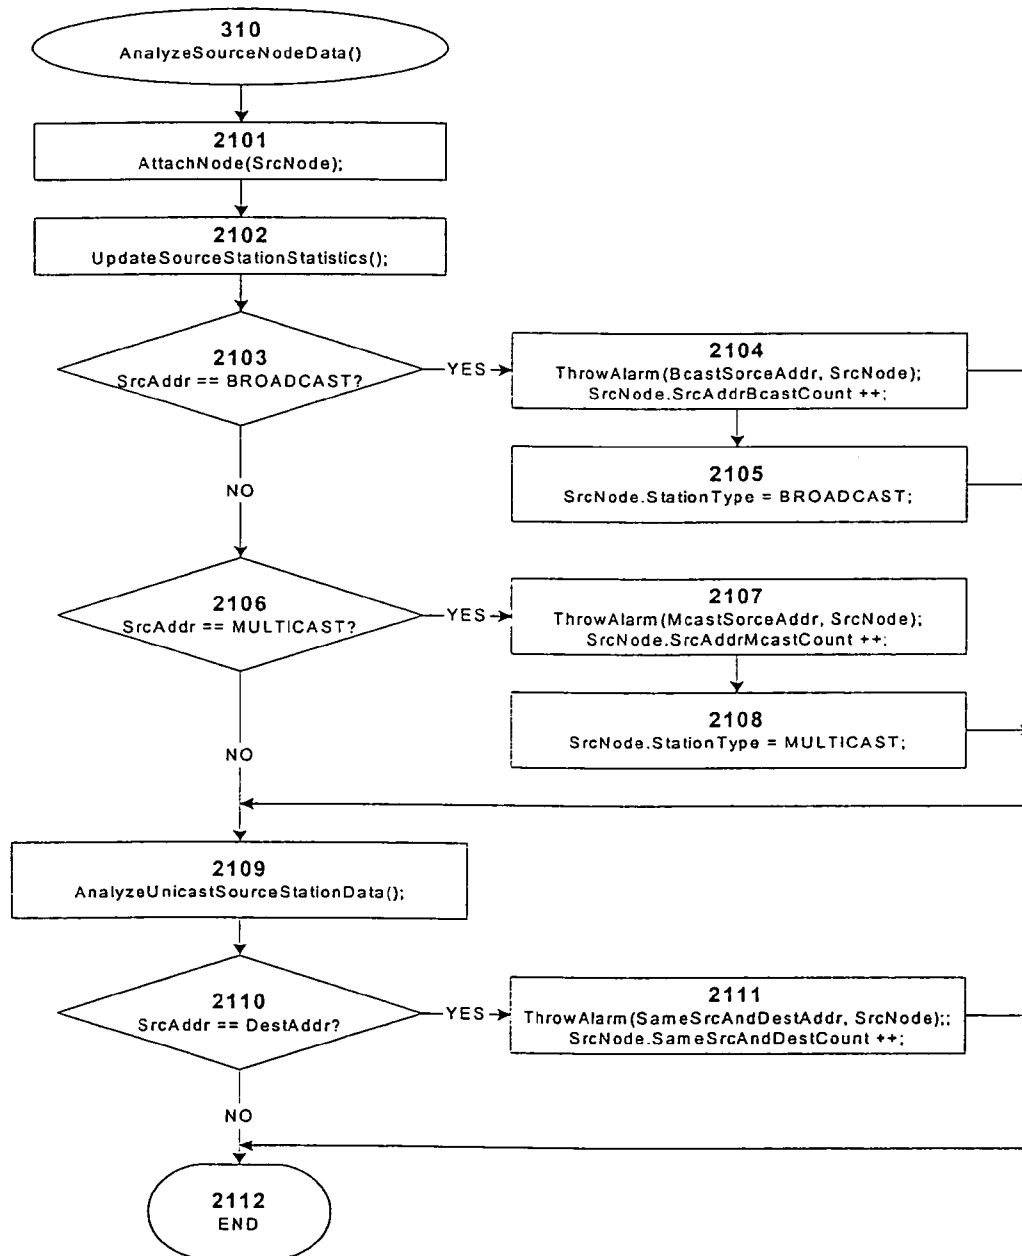 310
AnalyzeSourceNodeData()
2101
AttachNode(SrcNode);
2102
UpdateSourceStationStatistics();
2103
SrcAddr == BROADCAST?
YES
2104
ThrowAlarm(BcastSorceAddr, SrcNode);
SrcNode.SrcAddrBcastCount ++;
2105
SrcNode.StationType = BROADCAST;
NO
2106
SrcAddr == MULTICAST?
YES
2107
ThrowAlarm(McastSorceAddr, SrcNode);
SrcNode.SrcAddrMcastCount ++;
2108
SrcNode.StationType = MULTICAST;
NO
2109
AnalyzeUnicastSourceStationData();
2110
SrcAddr == DestAddr?
YES
2111
ThrowAlarm(SameSrcAndDestAddr, SrcNode);;
SrcNode.SameSrcAndDestCount ++;
NO
2112
END